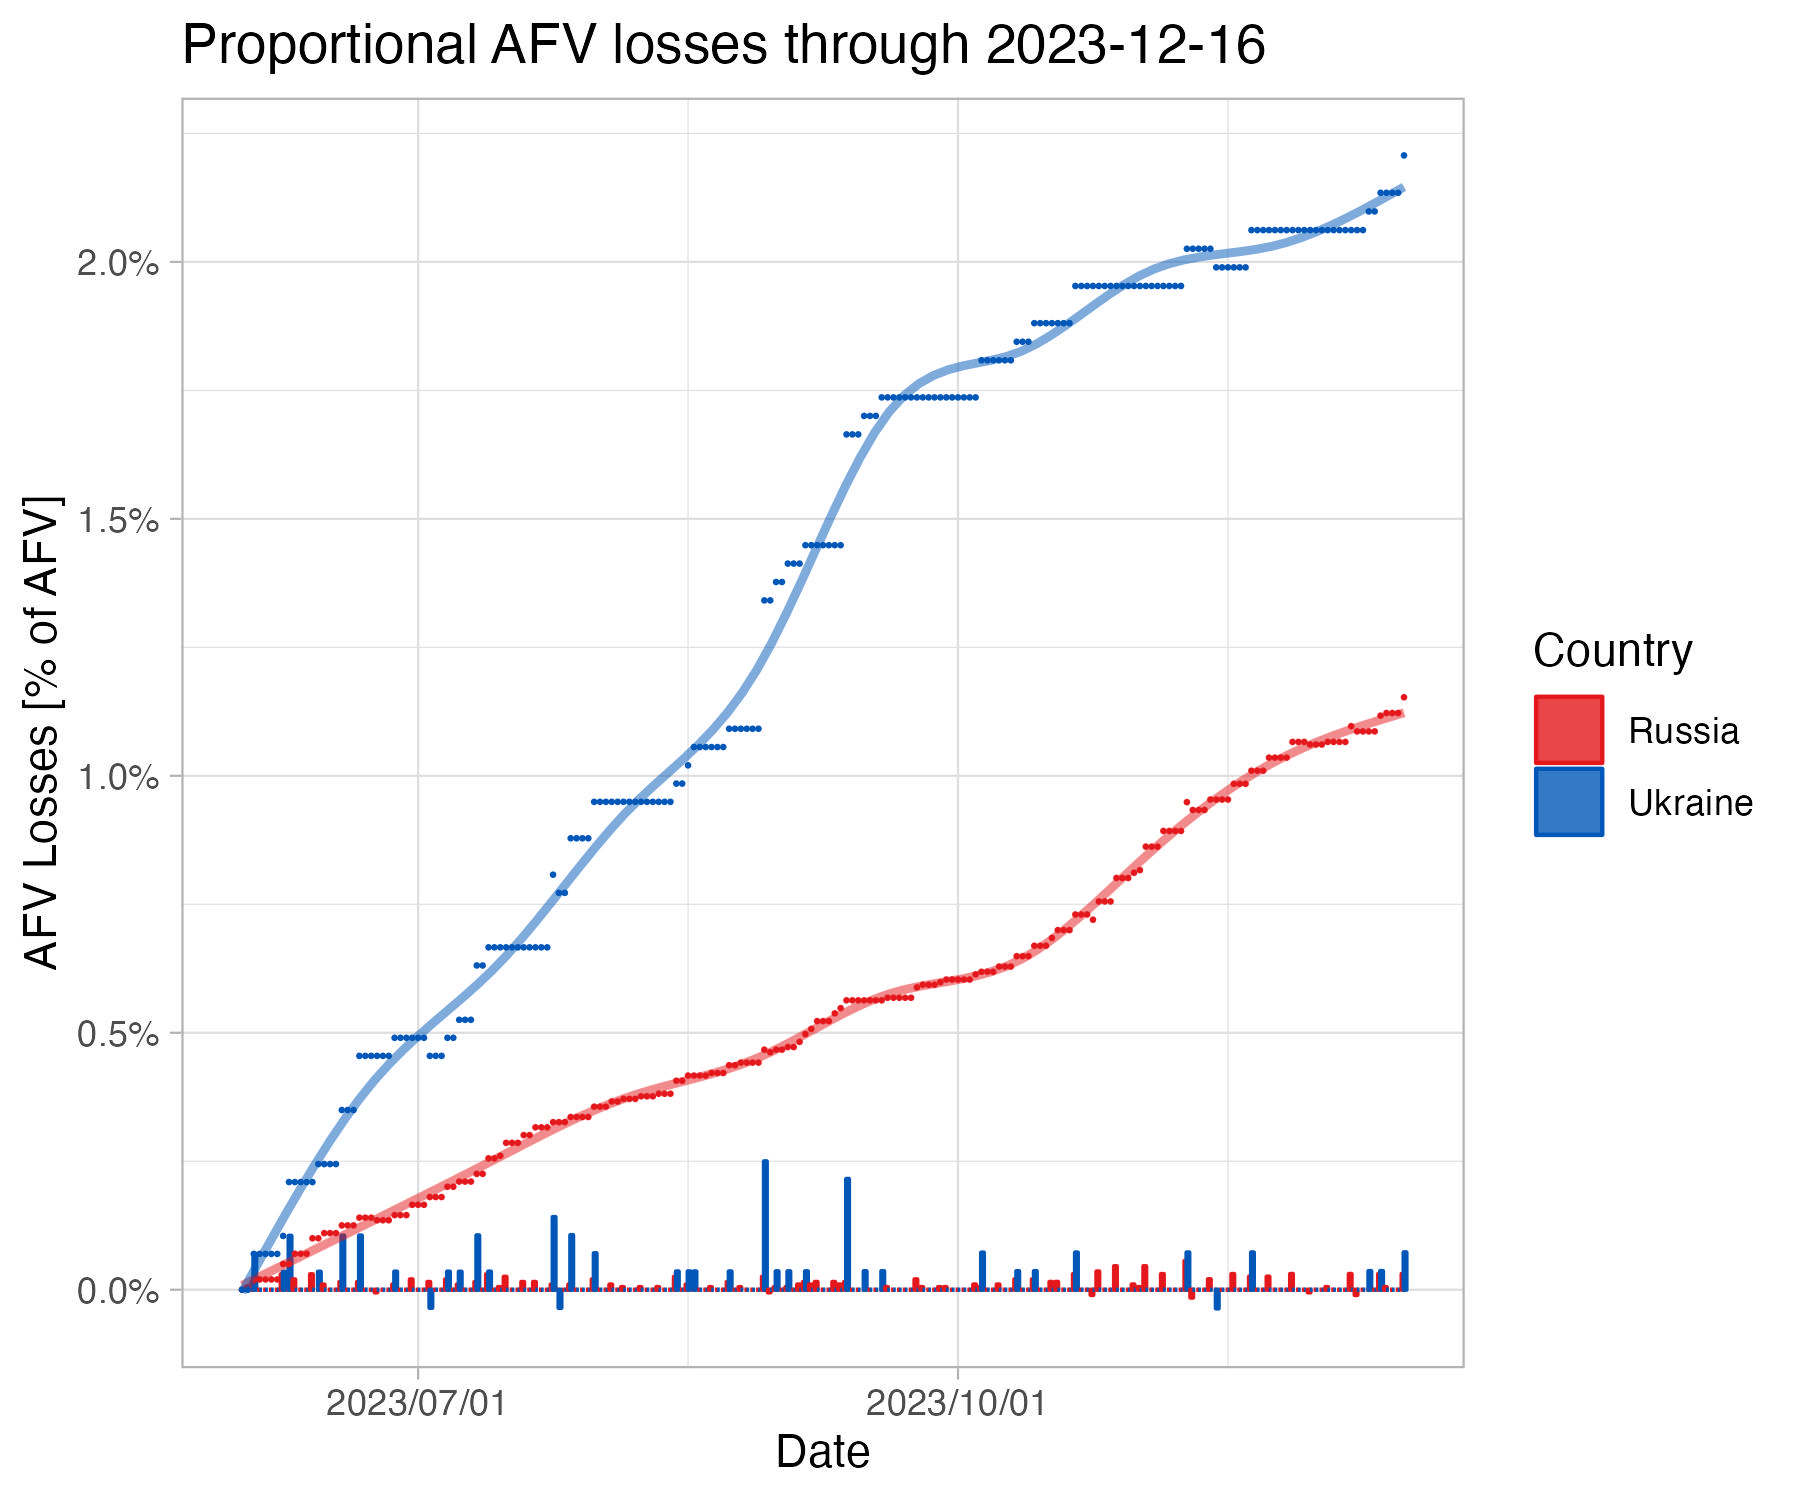 Proportional AFV losses through 2023-12-16
AFV Losses [% of AFV]
2.0%
1.5%
1.0%
0.5%
0.0%
2023/07/01
2023/10/01
Date
Country
Russia
Ukraine